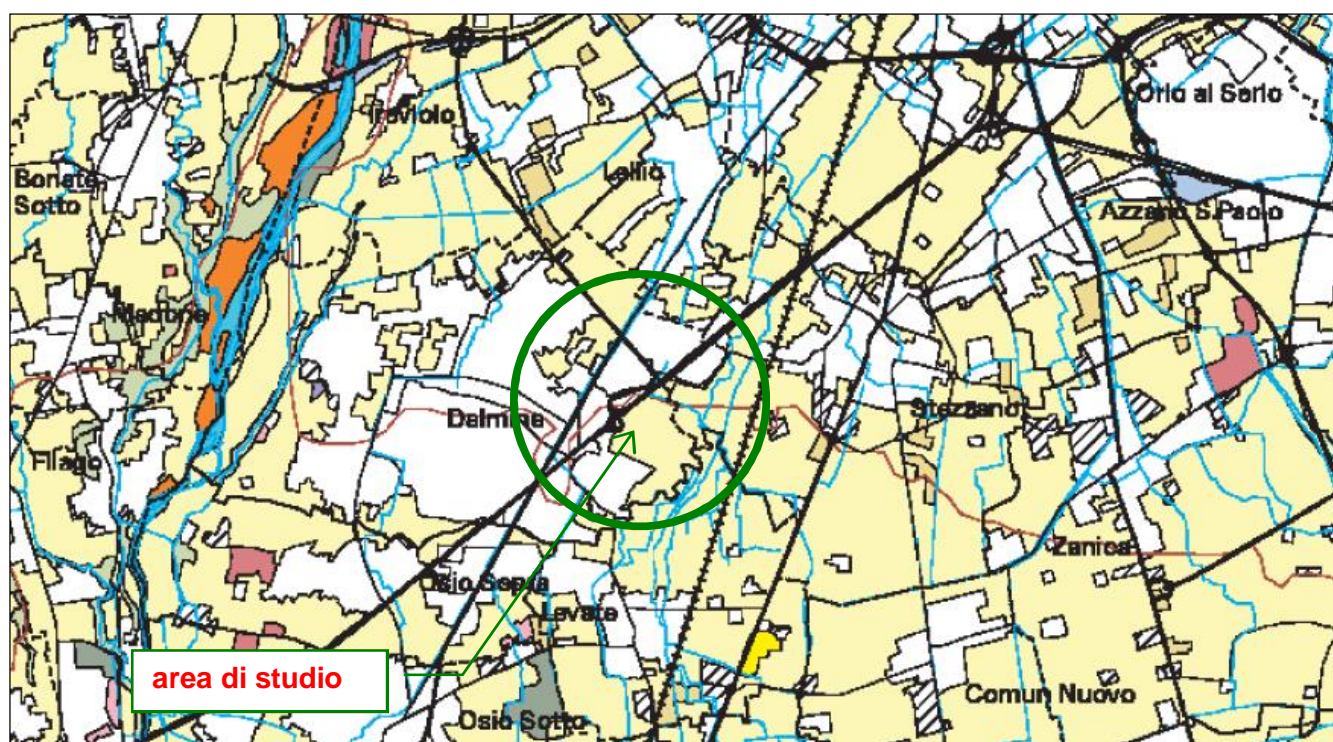 Orio al Serio
Treviolo
Lallio
Bonate
Sotto
Azzano S.Paolo
Madone
Stezzano
Dalmine
Filago
Zanica
Osio Sopra
Levate
area di studio
Comun Nuovo
Osio Sotto